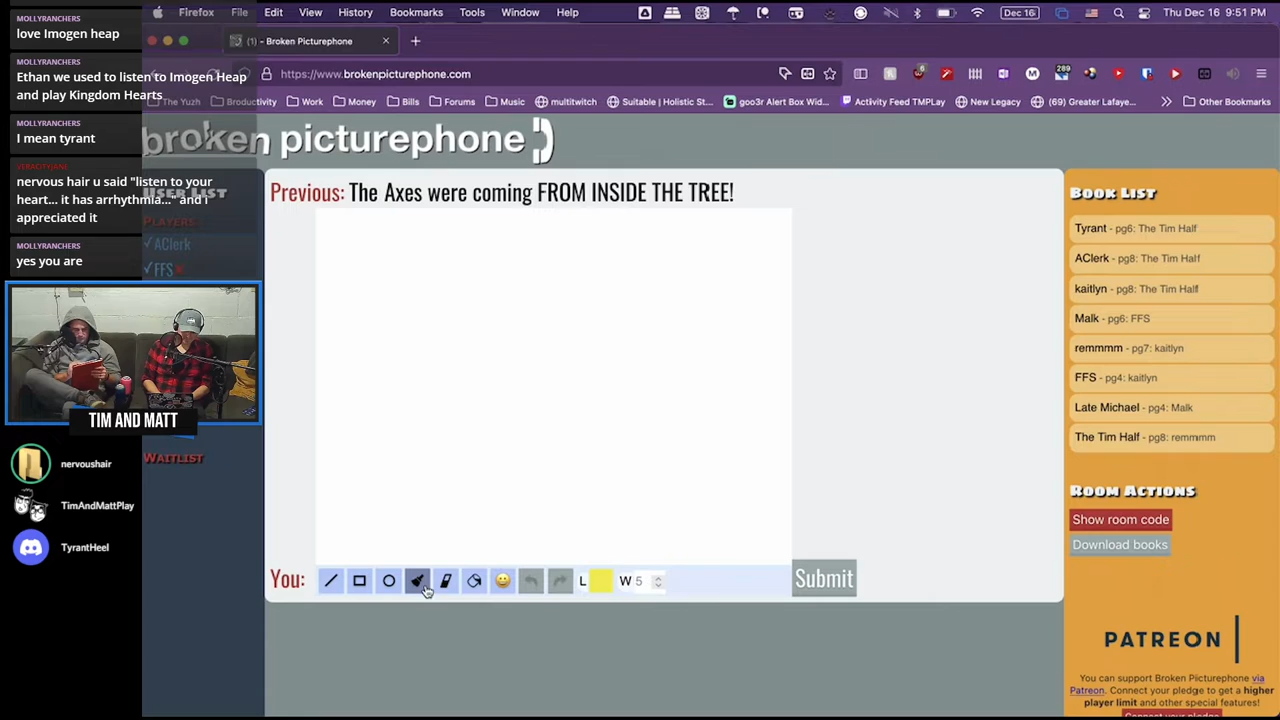 MOLLYRANCHERS
love Imogen heap
MOLLYRANCHERS
Ethan we used to listen to Imogen Heap
and play Kingdom Hearts
MOLLYRANCHERS
I mean tyrant
VERACITYJANE
nervous hair u said "listen to your
heart... it has arrhythmia..." and i
appreciated it
MOLLYRANCHERS
yes you are
TIM AND MATT
nervoushair
TimAndMattPlay
TyrantHeel
Firefox File Edit View History Bookmarks Tools Window Help
Dec 16 Thu Dec 16 9:51 PM
(1) - Broken Picturephone
https://www.brokenpicturephone.com
289
The Yuzh Productivity Work Money Bills Forums Music multitwitch Suitable | Holistic St... goo3r Alert Box Wid... Activity Feed TMPLay New Legacy (69) Greater Lafaye... Other Bookmarks
broken picturephone
USER LIST
PLAYERS
✓AClerk
✓FFS
WAITLIST
Previous: The Axes were coming FROM INSIDE THE TREE!
You: L W 5
Submit
BOOK LIST
Tyrant - pg6: The Tim Half
AClerk - pg8: The Tim Half
kaitlyn - pg8: The Tim Half
Malk - pg6: FFS
remmmm - pg7: kaitlyn
FFS - pg4: kaitlyn
Late Michael - pg4: Malk
The Tim Half - pg8: remmmm
ROOM ACTIONS
Show room code
Download books
PATREON
You can support Broken Picturephone via
Patreon. Connect your pledge to get a higher
player limit and other special features!
Connect your pledge